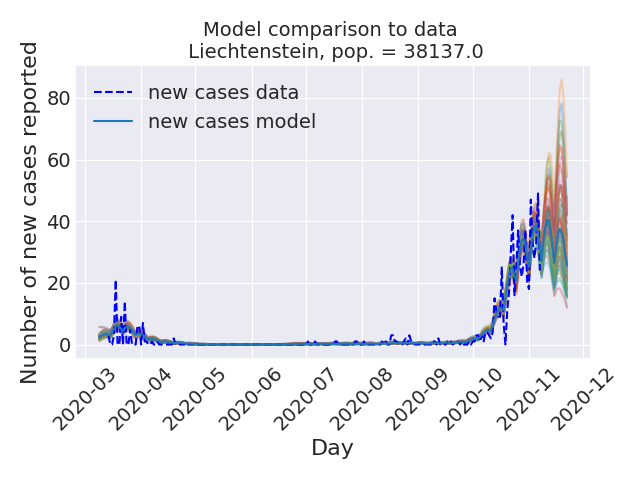 Model comparison to data
Liechtenstein, pop. = 38137.0
Number of new cases reported
80
60
40
20
0
new cases data
new cases model
2020-03
2020-04
2020-05
2020-06
2020-07
2020-08
2020-09
2020-10
2020-11
2020-12
Day